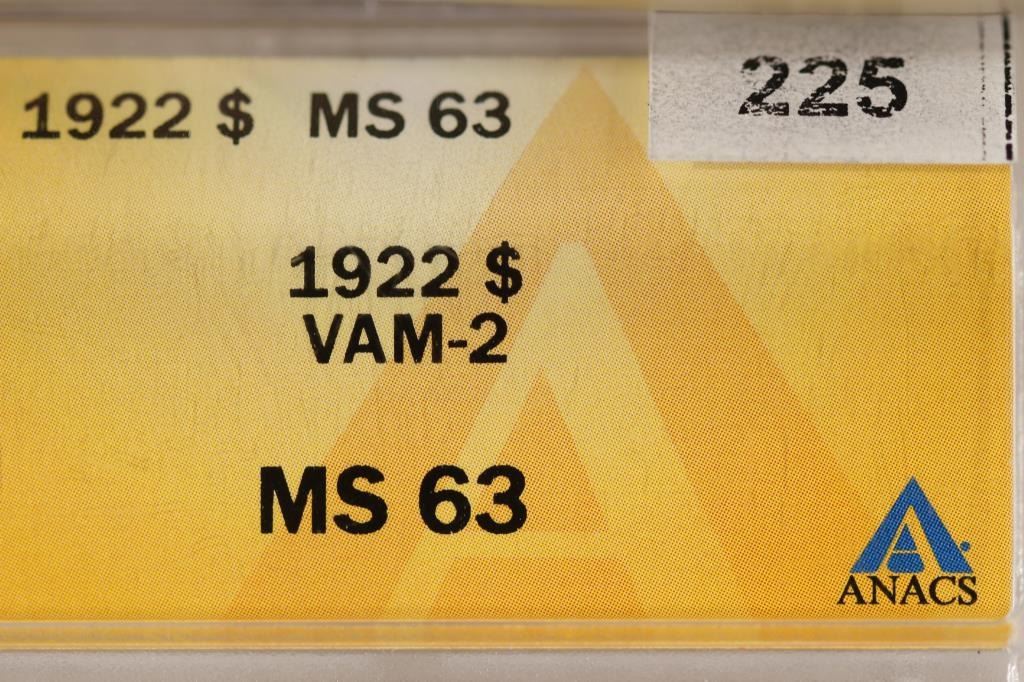 225
1922 $ MS 63
1922 $
VAM-2
MS 63
ANACS